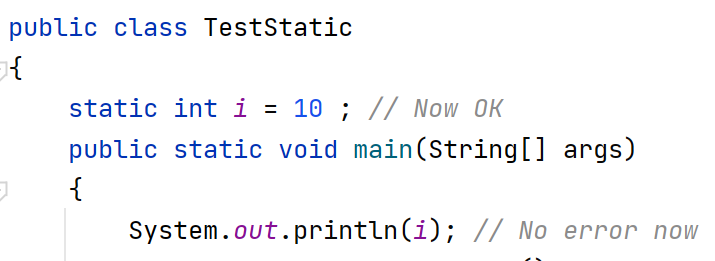 public class TestStatic
{
static int i = 10 ; // Now OK
public static void main(String[] args)
{
System.out.println(i); // No error now